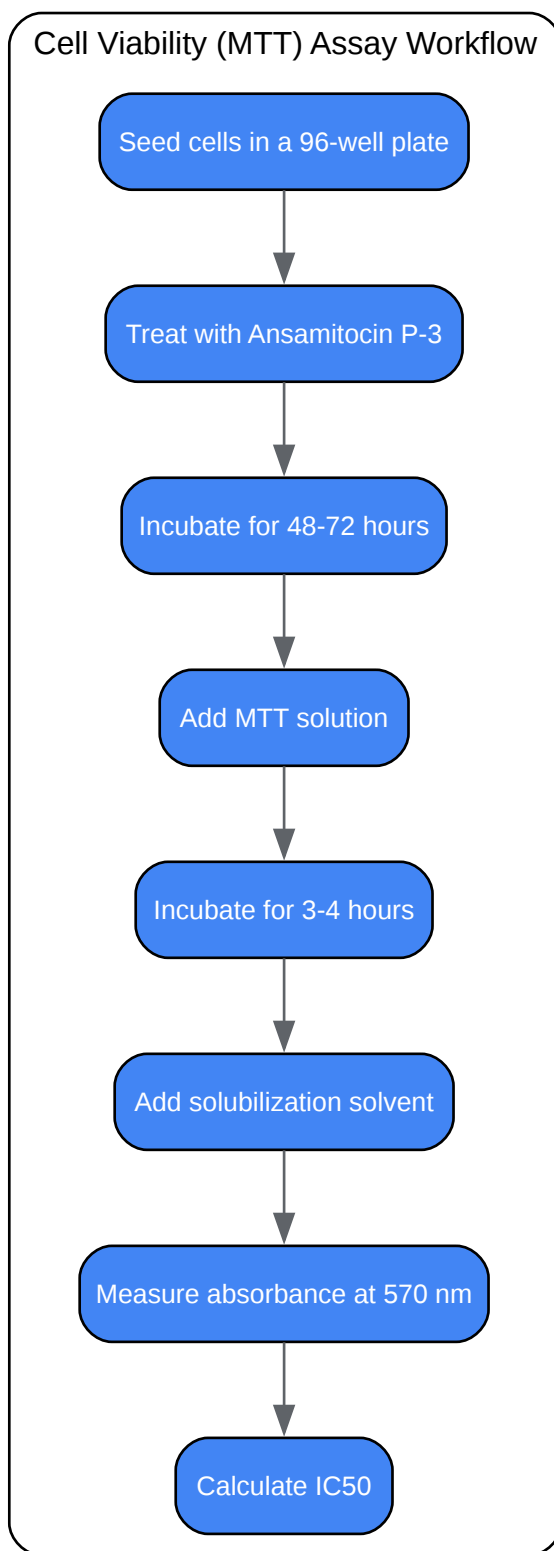 Cell Viability (MTT) Assay Workflow
Seed cells in a 96-well plate
Treat with Ansamitocin P-3
Incubate for 48-72 hours
Add MTT solution
Incubate for 3-4 hours
Add solubilization solvent
Measure absorbance at 570 nm
Calculate IC50